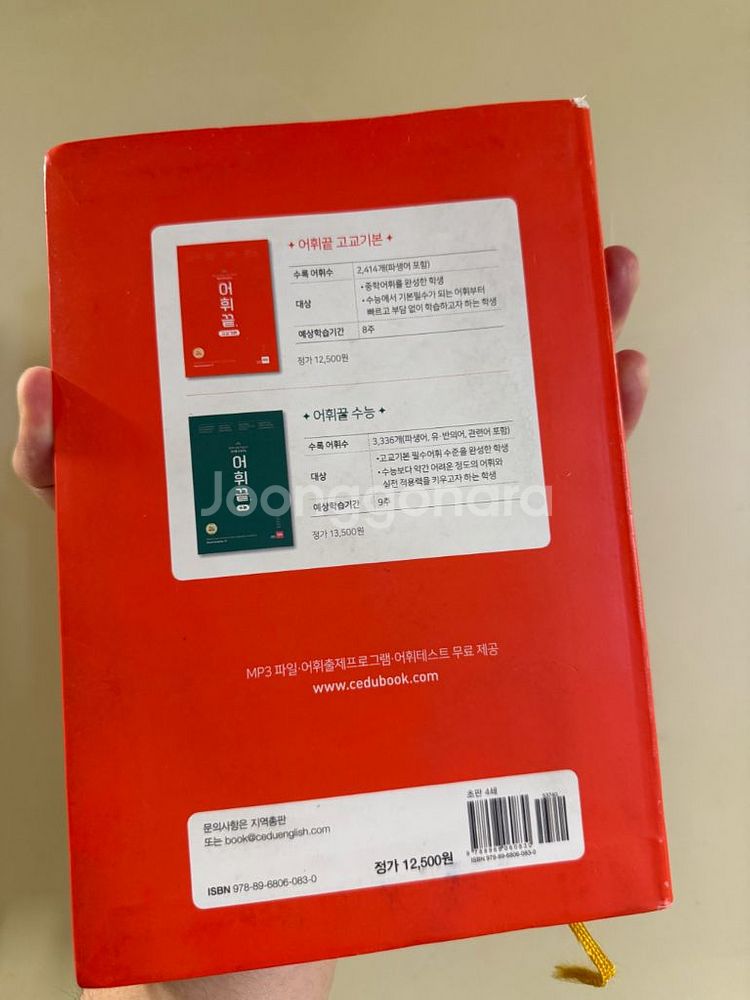 어휘끝 고교기본
수록 어휘수 2,414개(파생어 포함)
대상
• 중학어휘를 완성한 학생
• 수능에서 기본필수가 되는 어휘부터
빠르고 부담 없이 학습하고자 하는 학생
예상학습기간 8주
정가 12,500원
어휘끝
어휘끝 수능
수록 어휘수 3,336개(파생어, 유·반의어, 관련어 포함)
대상
• 고교기본 필수어휘 수준을 완성한 학생
• 수능보다 약간 어려운 정도의 어휘와
실전 적용력을 키우고자 하는 학생
예상학습기간 9주
정가 13,500원
어휘끝
Joonggonara
MP3 파일·어휘출제프로그램·어휘테스트 무료 제공
www.cedubook.com
문의사항은 지역총판
또는 book@ceduenglish.com
ISBN 978-89-6806-083-0
정가 12,500원
초판 4쇄
53740
9 788968 060830
ISBN 978-89-6806-083-0